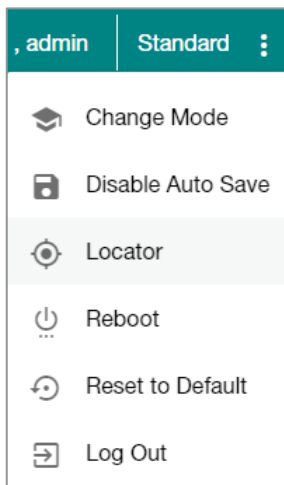 , admin Standard
Change Mode
Disable Auto Save
Locator
Reboot
Reset to Default
Log Out